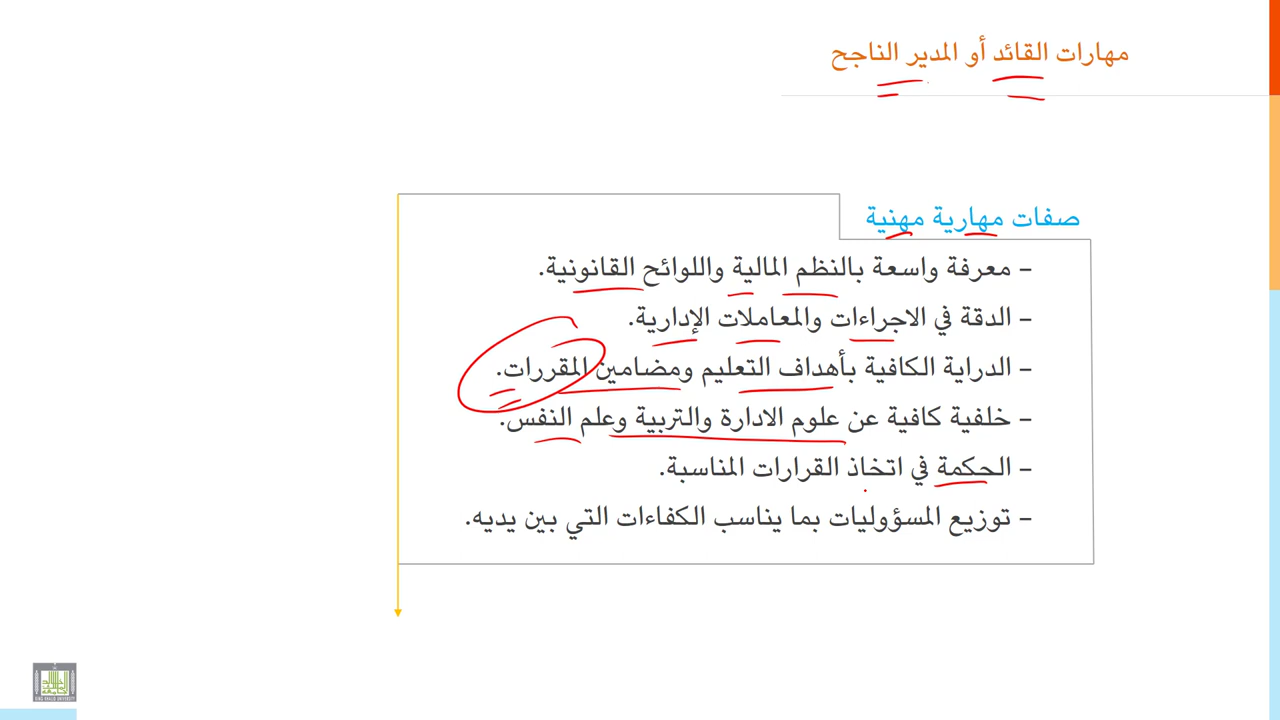 مهارات القائد أو المدير الناجح
صفات مهارية مهنية
– معرفة واسعة بالنظم المالية واللوائح القانونية.
– الدقة في الاجراءات والمعاملات الإدارية.
– الدراية الكافية بأهداف التعليم ومضامين المقررات.
– خلفية كافية عن علوم الادارة والتربية وعلم النفس.
– الحكمة في اتخاذ القرارات المناسبة.
– توزيع المسؤوليات بما يناسب الكفاءات التي بين يديه.